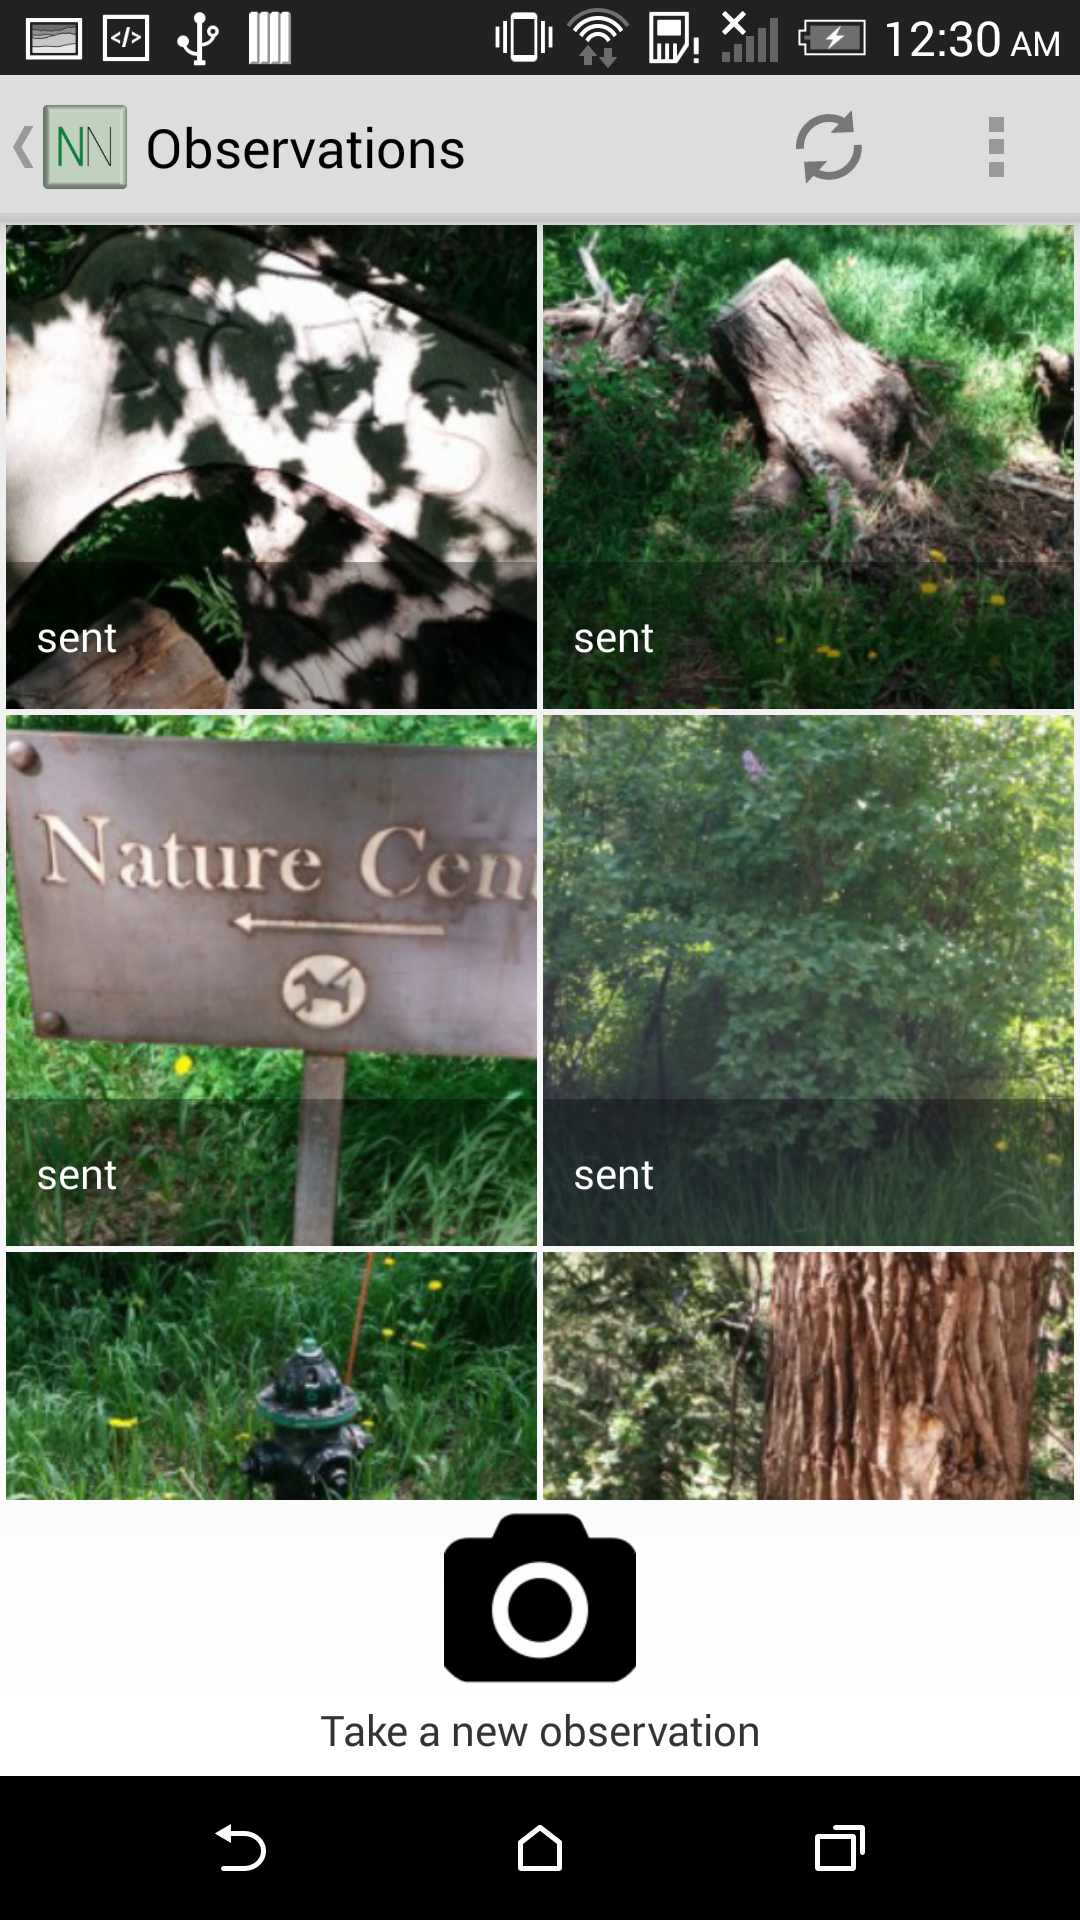 12:30 AM
NN Observations
sent
sent
Nature Cen
sent
sent
Take a new observation